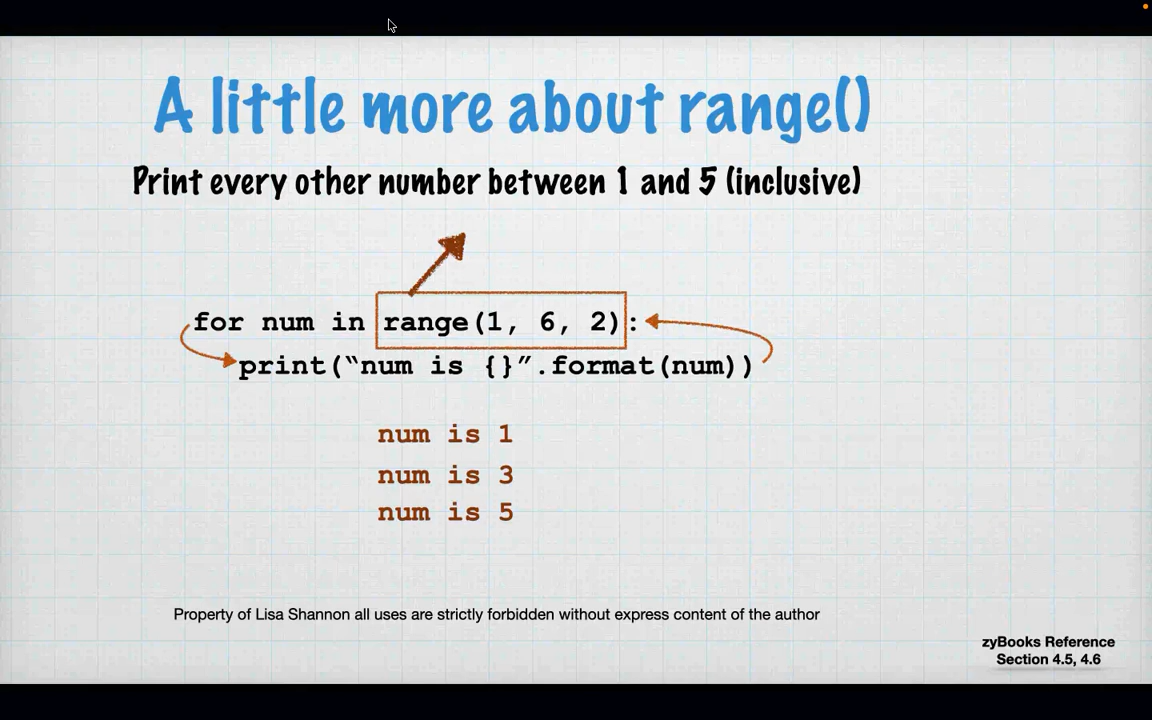 A little more about range()
Print every other number between 1 and 5 (inclusive)
for num in range(1, 6, 2):
print(“num is {}”.format(num))
num is 1
num is 3
num is 5
Property of Lisa Shannon all uses are strictly forbidden without express content of the author
zyBooks Reference
Section 4.5, 4.6